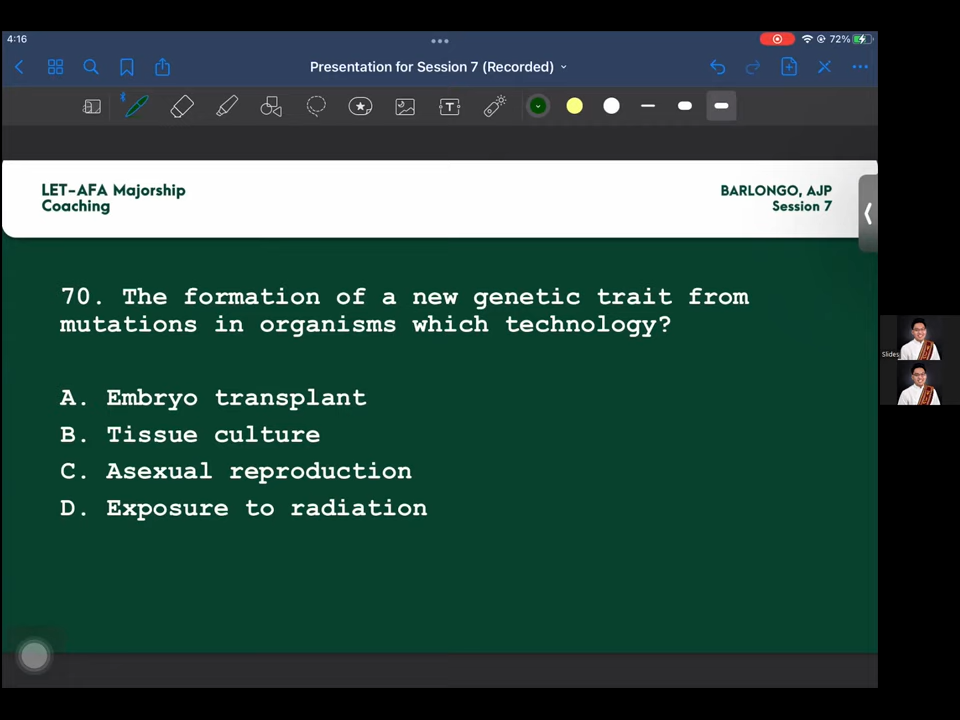 4:16
72%
Presentation for Session 7 (Recorded)
T
LET-AFA Majorship
Coaching
BARLONGO, AJP
Session 7
70. The formation of a new genetic trait from
mutations in organisms which technology?
A. Embryo transplant
B. Tissue culture
C. Asexual reproduction
D. Exposure to radiation
Slides